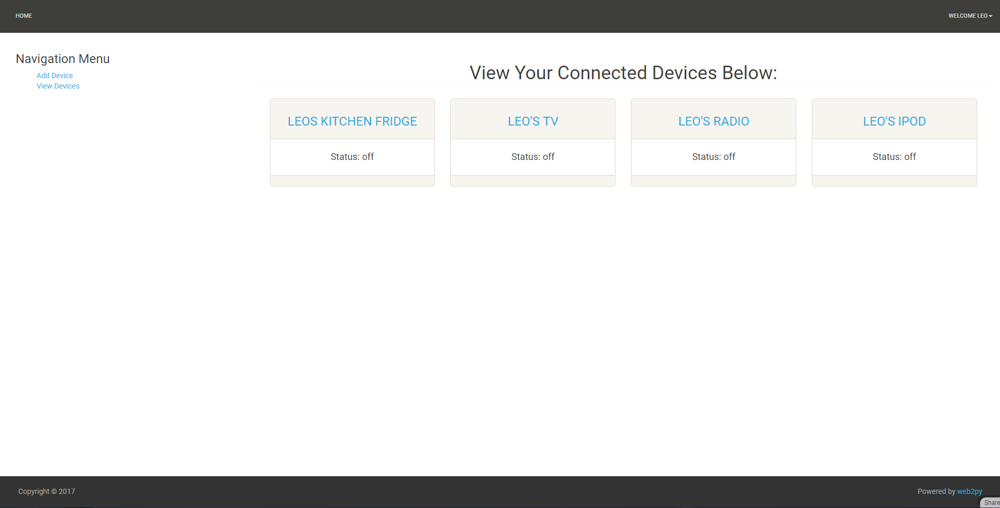 HOME
WELCOME LEO
Navigation Menu
Add Device
View Devices
View Your Connected Devices Below:
LEOS KITCHEN FRIDGE
Status: off
LEO'S TV
Status: off
LEO'S RADIO
Status: off
LEO'S IPOD
Status: off
Copyright © 2017
Powered by web2py
Share